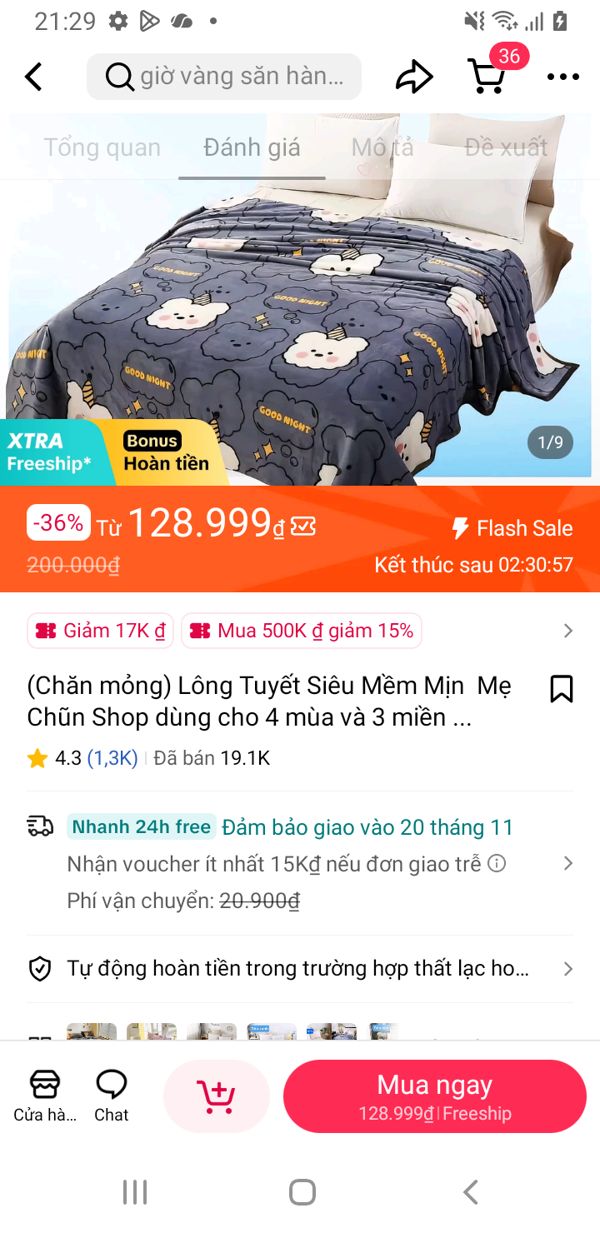 21:29
36
giờ vàng săn hàn...
Tổng quan
Đánh giá
Mô tả
Đề xuất
GOOD NIGHT
GOOD NIGHT
GOOD NIGHT
GOOD NIGHT
GOOD NIGHT
XTRA
Freeship*
Bonus
Hoàn tiền
1/9
-36% Từ 128.999₫
Flash Sale
200.000₫
Kết thúc sau 02:30:57
Giảm 17K ₫
Mua 500K ₫ giảm 15%
(Chăn mỏng) Lông Tuyết Siêu Mềm Mịn Mẹ
Chũn Shop dùng cho 4 mùa và 3 miền ...
4.3 (1,3K) Đã bán 19.1K
Nhanh 24h free Đảm bảo giao vào 20 tháng 11
Nhận voucher ít nhất 15K₫ nếu đơn giao trễ
Phí vận chuyển: 20.900₫
Tự động hoàn tiền trong trường hợp thất lạc ho...
Cửa hà...
Chat
Mua ngay
128.999₫ | Freeship